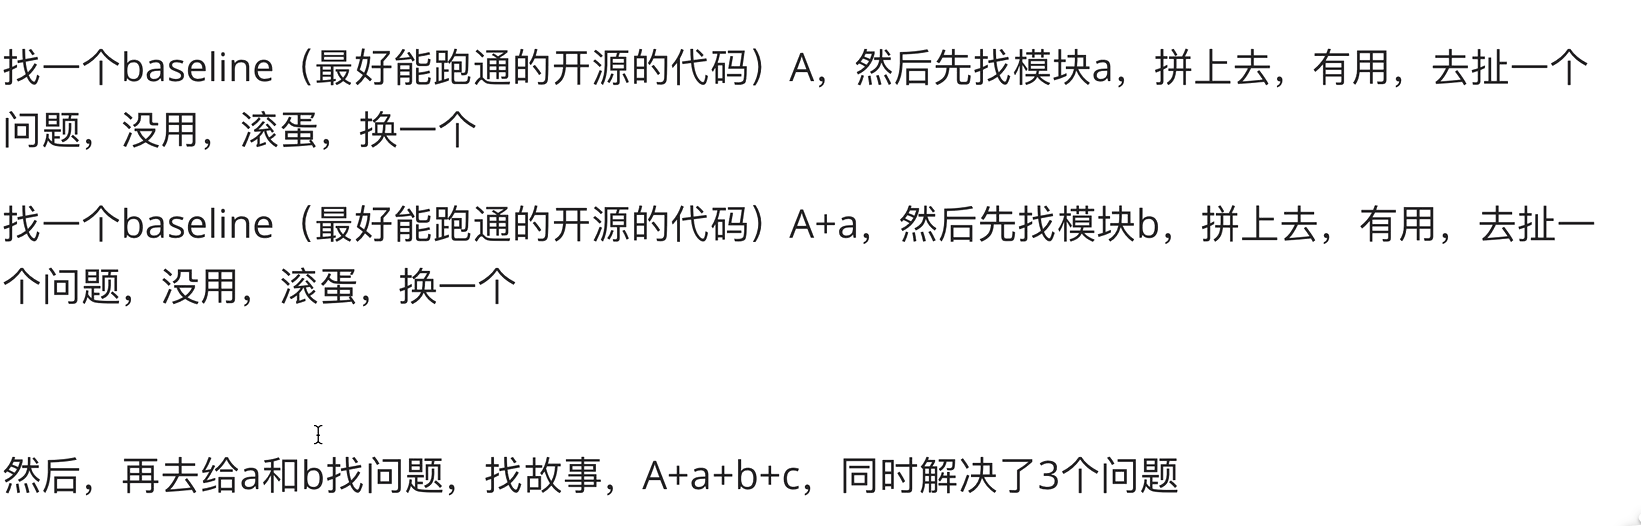 找一个baseline（最好能跑通的开源的代码）A，然后先找模块a，拼上去，有用，去扯一个
问题，没用，滚蛋，换一个
找一个baseline（最好能跑通的开源的代码）A+a，然后先找模块b，拼上去，有用，去扯一
个问题，没用，滚蛋，换一个
然后，再去给a和b找问题，找故事，A+a+b+c，同时解决了3个问题